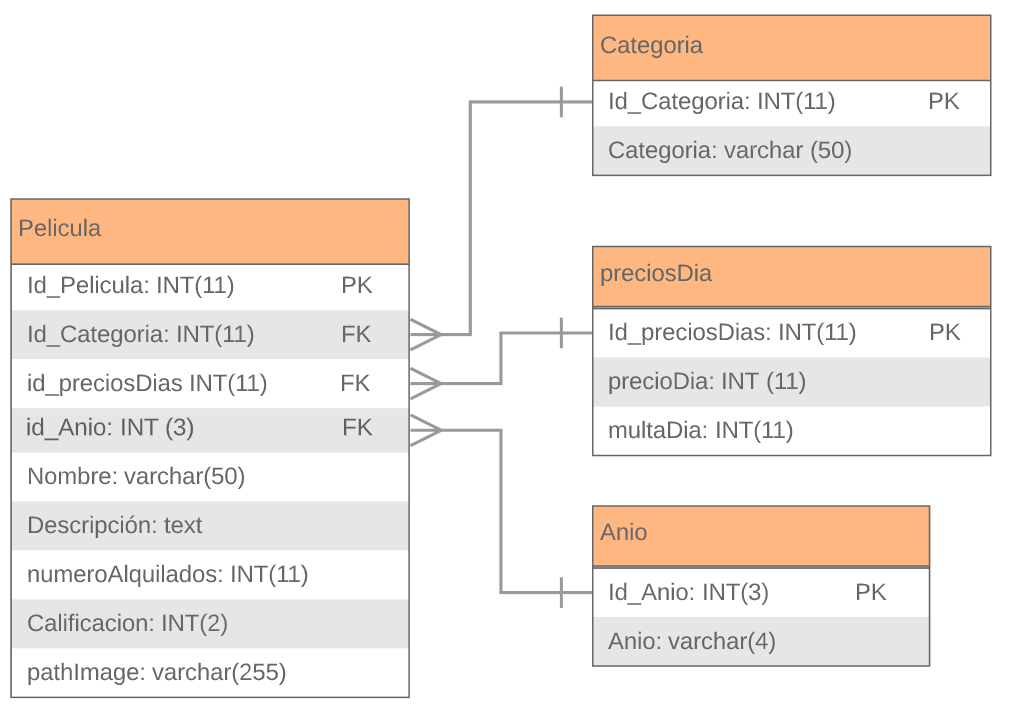 Categoria
Id_Categoria: INT(11) PK
Categoria: varchar (50)
Pelicula
Id_Pelicula: INT(11) PK
Id_Categoria: INT(11) FK
id_preciosDias INT(11) FK
id_Anio: INT (3) FK
Nombre: varchar(50)
Descripción: text
numeroAlquilados: INT(11)
Calificacion: INT(2)
pathImage: varchar(255)
preciosDia
Id_preciosDias: INT(11) PK
precioDia: INT (11)
multaDia: INT(11)
Anio
Id_Anio: INT(3) PK
Anio: varchar(4)